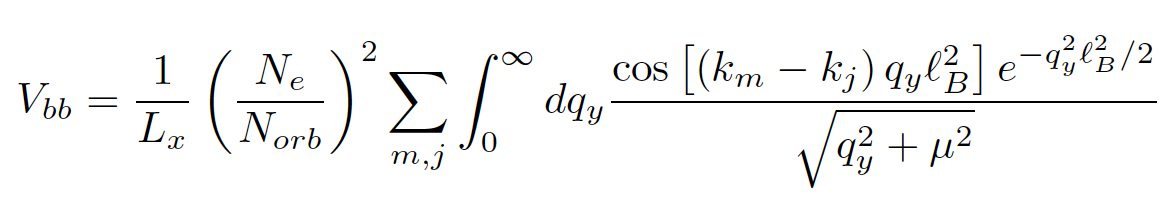 $V_{bb} = \frac{1}{L_x} \left( \frac{N_e}{N_{orb}} \right)^2 \sum_{m,j} \int_0^\infty dq_y \frac{\cos\left[ (k_m - k_j) \, q_y \ell_B^2 \right] e^{-q_y^2 \ell_B^2 / 2}}{\sqrt{q_y^2 + \mu^2}}$